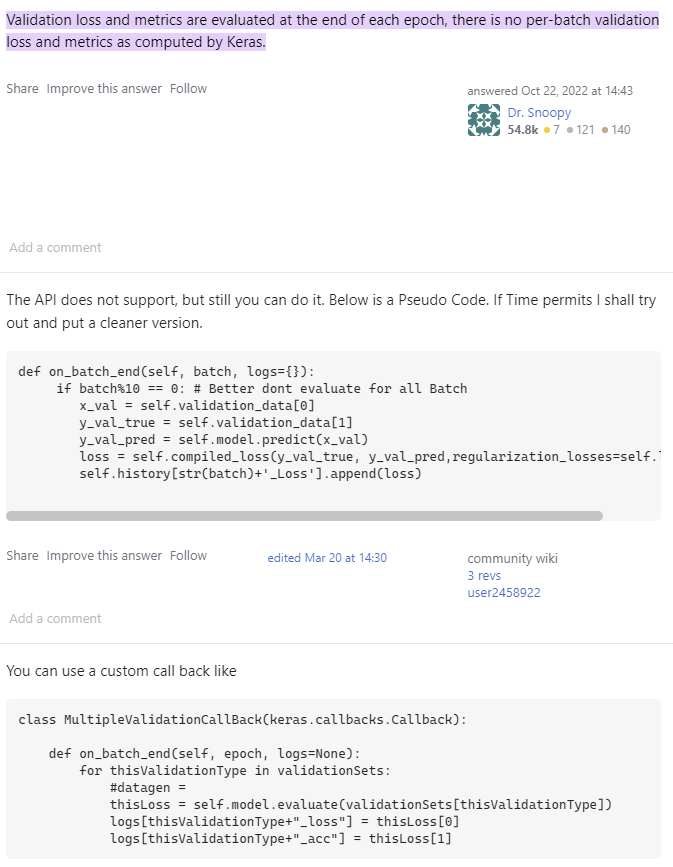 Validation loss and metrics are evaluated at the end of each epoch, there is no per-batch validation
loss and metrics as computed by Keras.
Share Improve this answer Follow
answered Oct 22, 2022 at 14:43
Dr. Snoopy
54.8k 7 121 140
Add a comment
The API does not support, but still you can do it. Below is a Pseudo Code. If Time permits I shall try
out and put a cleaner version.
def on_batch_end(self, batch, logs={}):
     if batch%10 == 0: # Better dont evaluate for all Batch
        x_val = self.validation_data[0]
        y_val_true = self.validation_data[1]
        y_val_pred = self.model.predict(x_val)
        loss = self.compiled_loss(y_val_true, y_val_pred,regularization_losses=self.
        self.history[str(batch)+'_Loss'].append(loss)
Share Improve this answer Follow
edited Mar 20 at 14:30
community wiki
3 revs
user2458922
Add a comment
You can use a custom call back like
class MultipleValidationCallBack(keras.callbacks.Callback):
    def on_batch_end(self, epoch, logs=None):
        for thisValidationType in validationSets:
            #datagen =
            thisLoss = self.model.evaluate(validationSets[thisValidationType])
            logs[thisValidationType+"_loss"] = thisLoss[0]
            logs[thisValidationType+"_acc"] = thisLoss[1]